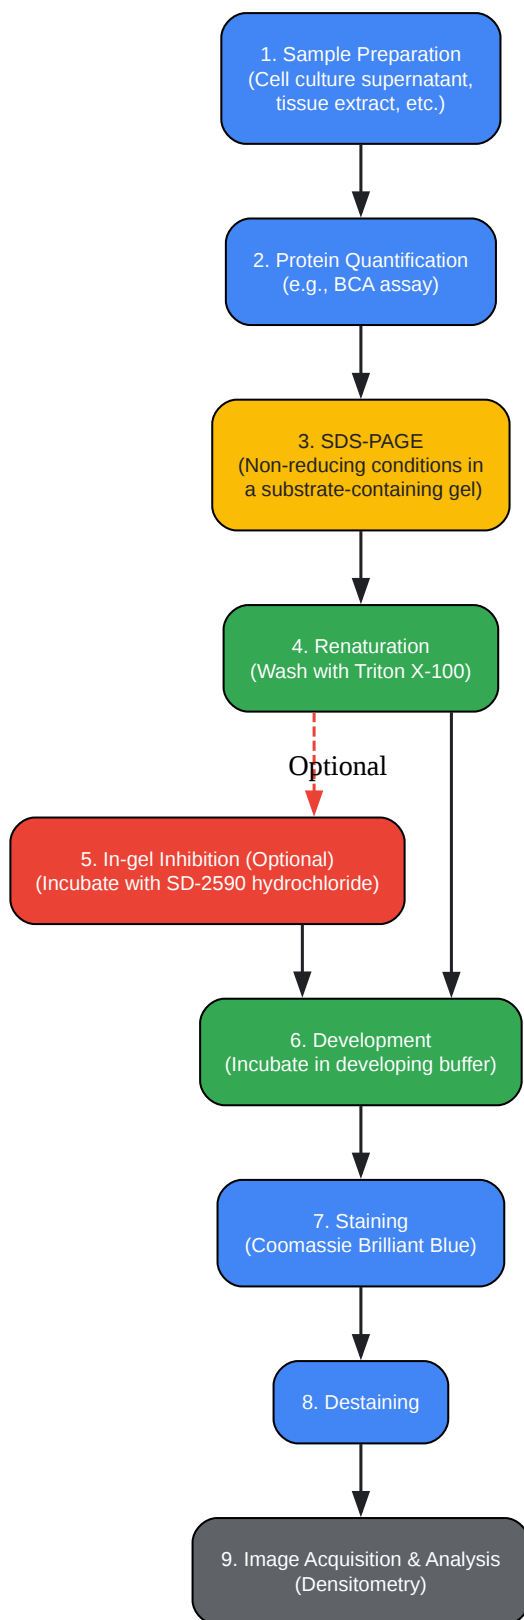 1. Sample Preparation
(Cell culture supernatant,
tissue extract, etc.)
2. Protein Quantification
(e.g., BCA assay)
3. SDS-PAGE
(Non-reducing conditions in
a substrate-containing gel)
4. Renaturation
(Wash with Triton X-100)
Optional
5. In-gel Inhibition (Optional)
(Incubate with SD-2590 hydrochloride)
6. Development
(Incubate in developing buffer)
7. Staining
(Coomassie Brilliant Blue)
8. Destaining
9. Image Acquisition & Analysis
(Densitometry)